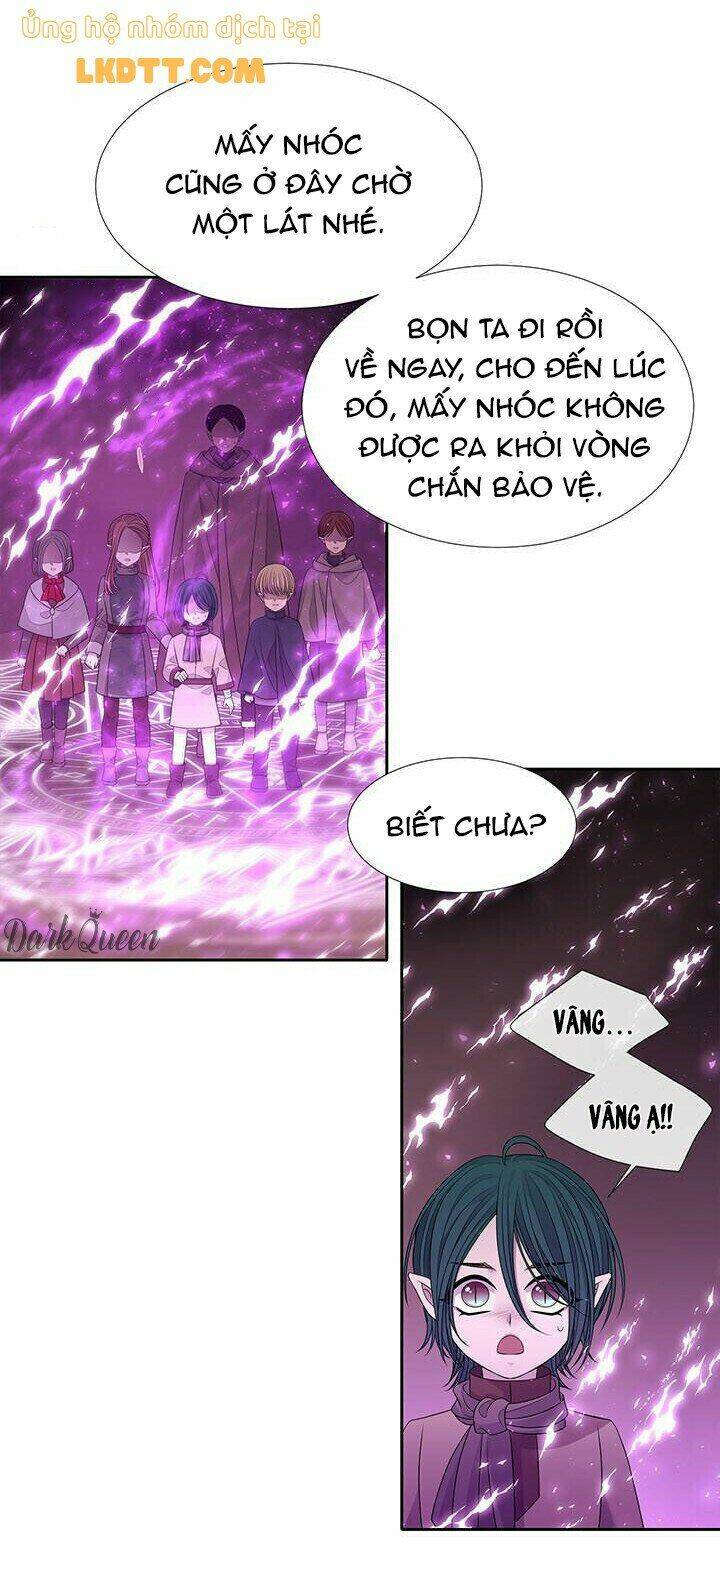 Ủng hộ nhóm dịch tại
LKDTT.COM
MẤY NHÓC
CŨNG Ở ĐÂY CHỜ
MỘT LÁT NHÉ.
BỌN TA ĐI RỒI
VỀ NGAY, CHO ĐẾN LÚC
ĐÓ, MẤY NHÓC KHÔNG
ĐƯỢC RA KHỎI VÒNG
CHẮN BẢO VỆ.
BIẾT CHƯA?
DarkQueen
VÂNG...
VÂNG Ạ!!